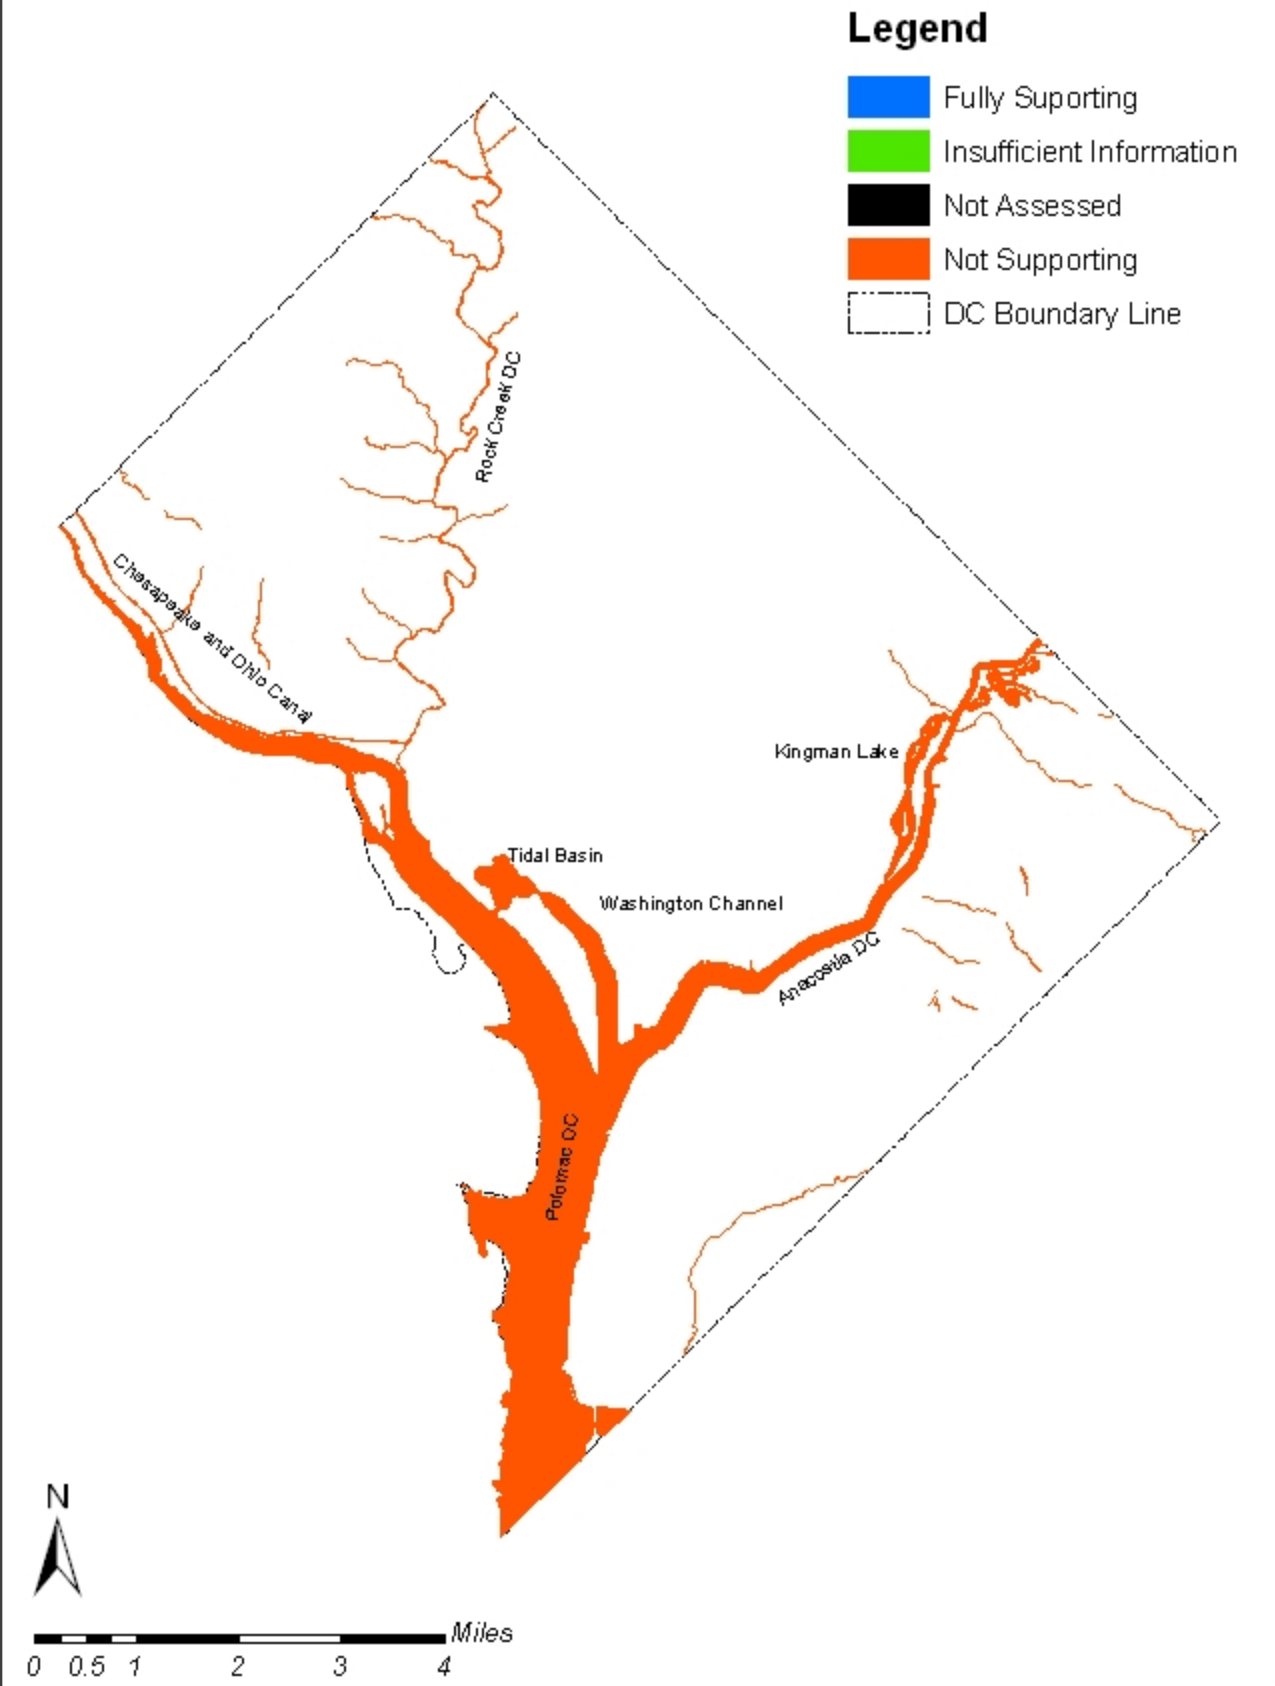 Legend
Fully Suporting
Insufficient Information
Not Assessed
Not Supporting
DC Boundary Line
Rock Creek DC
Chesapeake and Ohio Canal
Kingman Lake
Tidal Basin
Washington Channel
Anacostia DC
Potomac DC
N
Miles
0 0.5 1 2 3 4